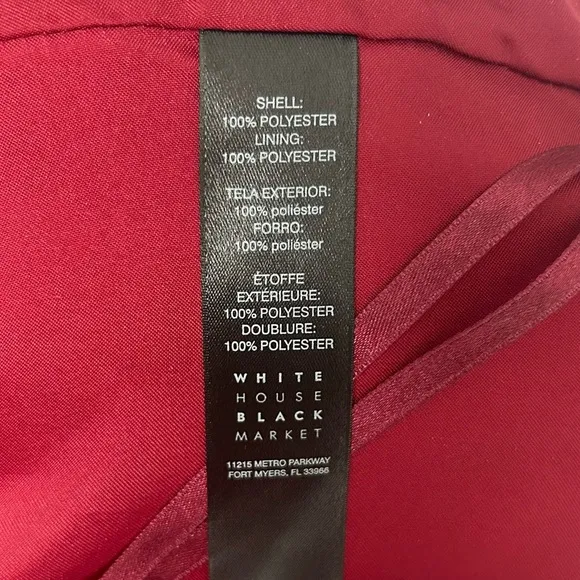 SHELL:
100% POLYESTER
LINING:
100% POLYESTER
TELA EXTERIOR:
100% poliéster
FORRO:
100% poliéster
ÉTOFFE
EXTÉRIEURE:
100% POLYESTER
DOUBLURE:
100% POLYESTER
WHITE
HOUSE
BLACK
MARKET
11215 METRO PARKWAY
FORT MYERS, FL 33966